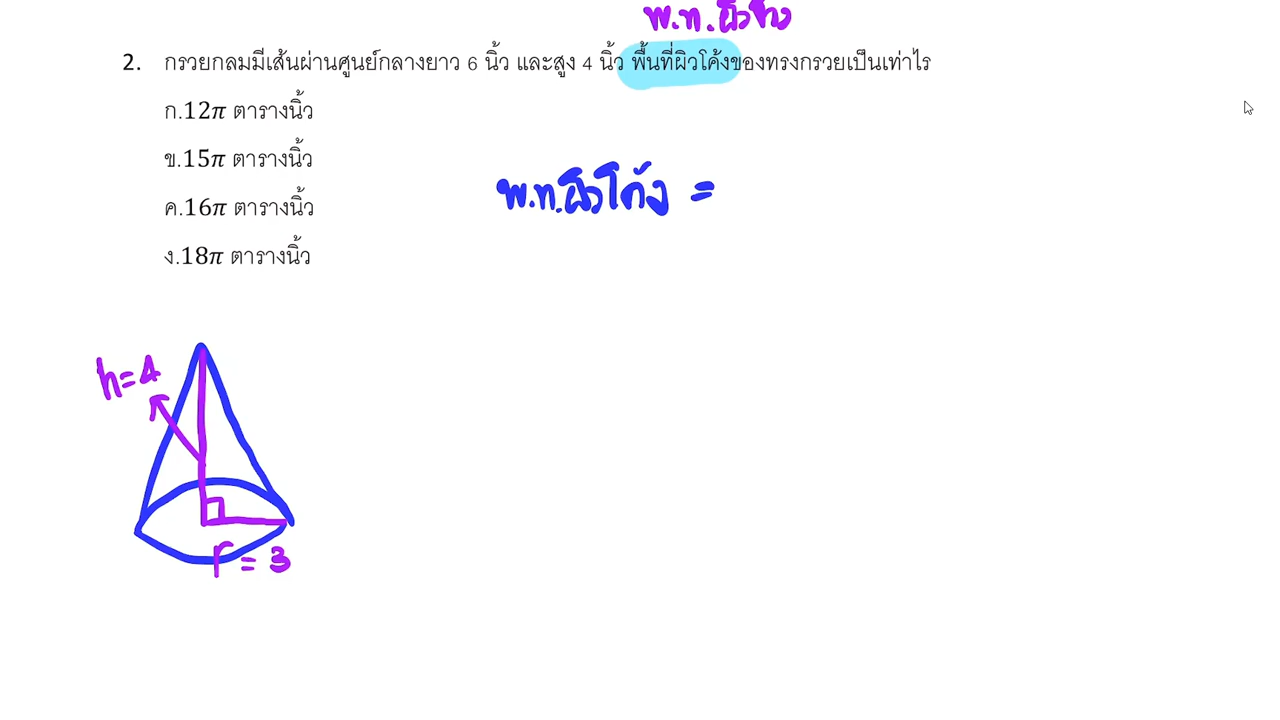 พ.ท.ผิวข้าง
2. กรวยกลมมีเส้นผ่านศูนย์กลางยาว 6 นิ้ว และสูง 4 นิ้ว พื้นที่ผิวโค้งของทรงกรวยเป็นเท่าไร
ก.12π ตารางนิ้ว
ข.15π ตารางนิ้ว
ค.16π ตารางนิ้ว
ง.18π ตารางนิ้ว
พ.ท.ผิวโค้ง =
h=4
r = 3